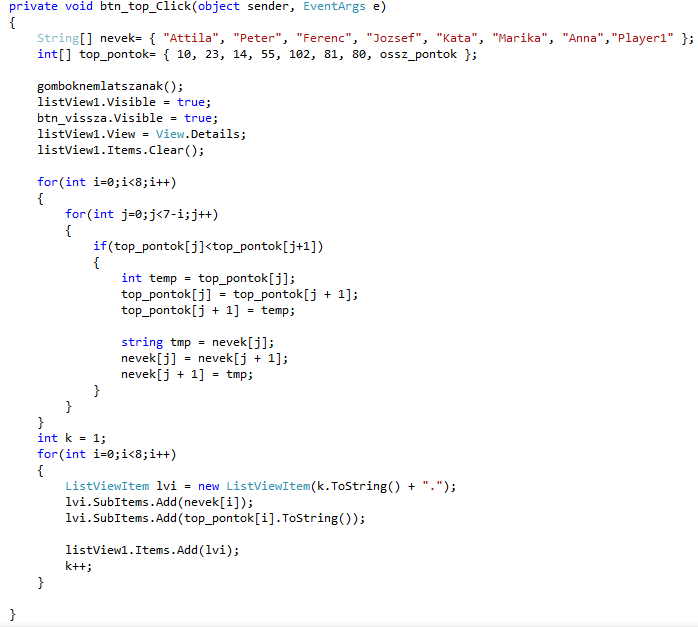 private void btn_top_Click(object sender, EventArgs e)
{
    String[] nevek= { "Attila", "Peter", "Ferenc", "Jozsef", "Kata", "Marika", "Anna","Player1" };
    int[] top_pontok= { 10, 23, 14, 55, 102, 81, 80, ossz_pontok };

    gomboknemlatszanak();
    listView1.Visible = true;
    btn_vissza.Visible = true;
    listView1.View = View.Details;
    listView1.Items.Clear();

    for(int i=0;i<8;i++)
    {
        for(int j=0;j<7-i;j++)
        {
            if(top_pontok[j]<top_pontok[j+1])
            {
                int temp = top_pontok[j];
                top_pontok[j] = top_pontok[j + 1];
                top_pontok[j + 1] = temp;

                string tmp = nevek[j];
                nevek[j] = nevek[j + 1];
                nevek[j + 1] = tmp;
            }
        }
    }
    int k = 1;
    for(int i=0;i<8;i++)
    {
        ListViewItem lvi = new ListViewItem(k.ToString() + ".");
        lvi.SubItems.Add(nevek[i]);
        lvi.SubItems.Add(top_pontok[i].ToString());

        listView1.Items.Add(lvi);
        k++;
    }

}